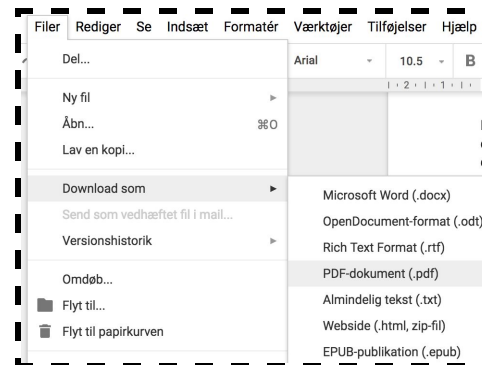 Filer Rediger Se Indsæt Formatér Værktøjer Tilføjelser Hjælp
Del...
Arial 10.5 B
2 1
Ny fil
Åbn... ⌘O
Lav en kopi...
Download som
Send som vedhæftet fil i mail...
Versionshistorik
Omdøb...
Flyt til...
Flyt til papirkurven
Microsoft Word (.docx)
OpenDocument-format (.odt)
Rich Text Format (.rtf)
PDF-dokument (.pdf)
Almindelig tekst (.txt)
Webside (.html, zip-fil)
EPUB-publikation (.epub)